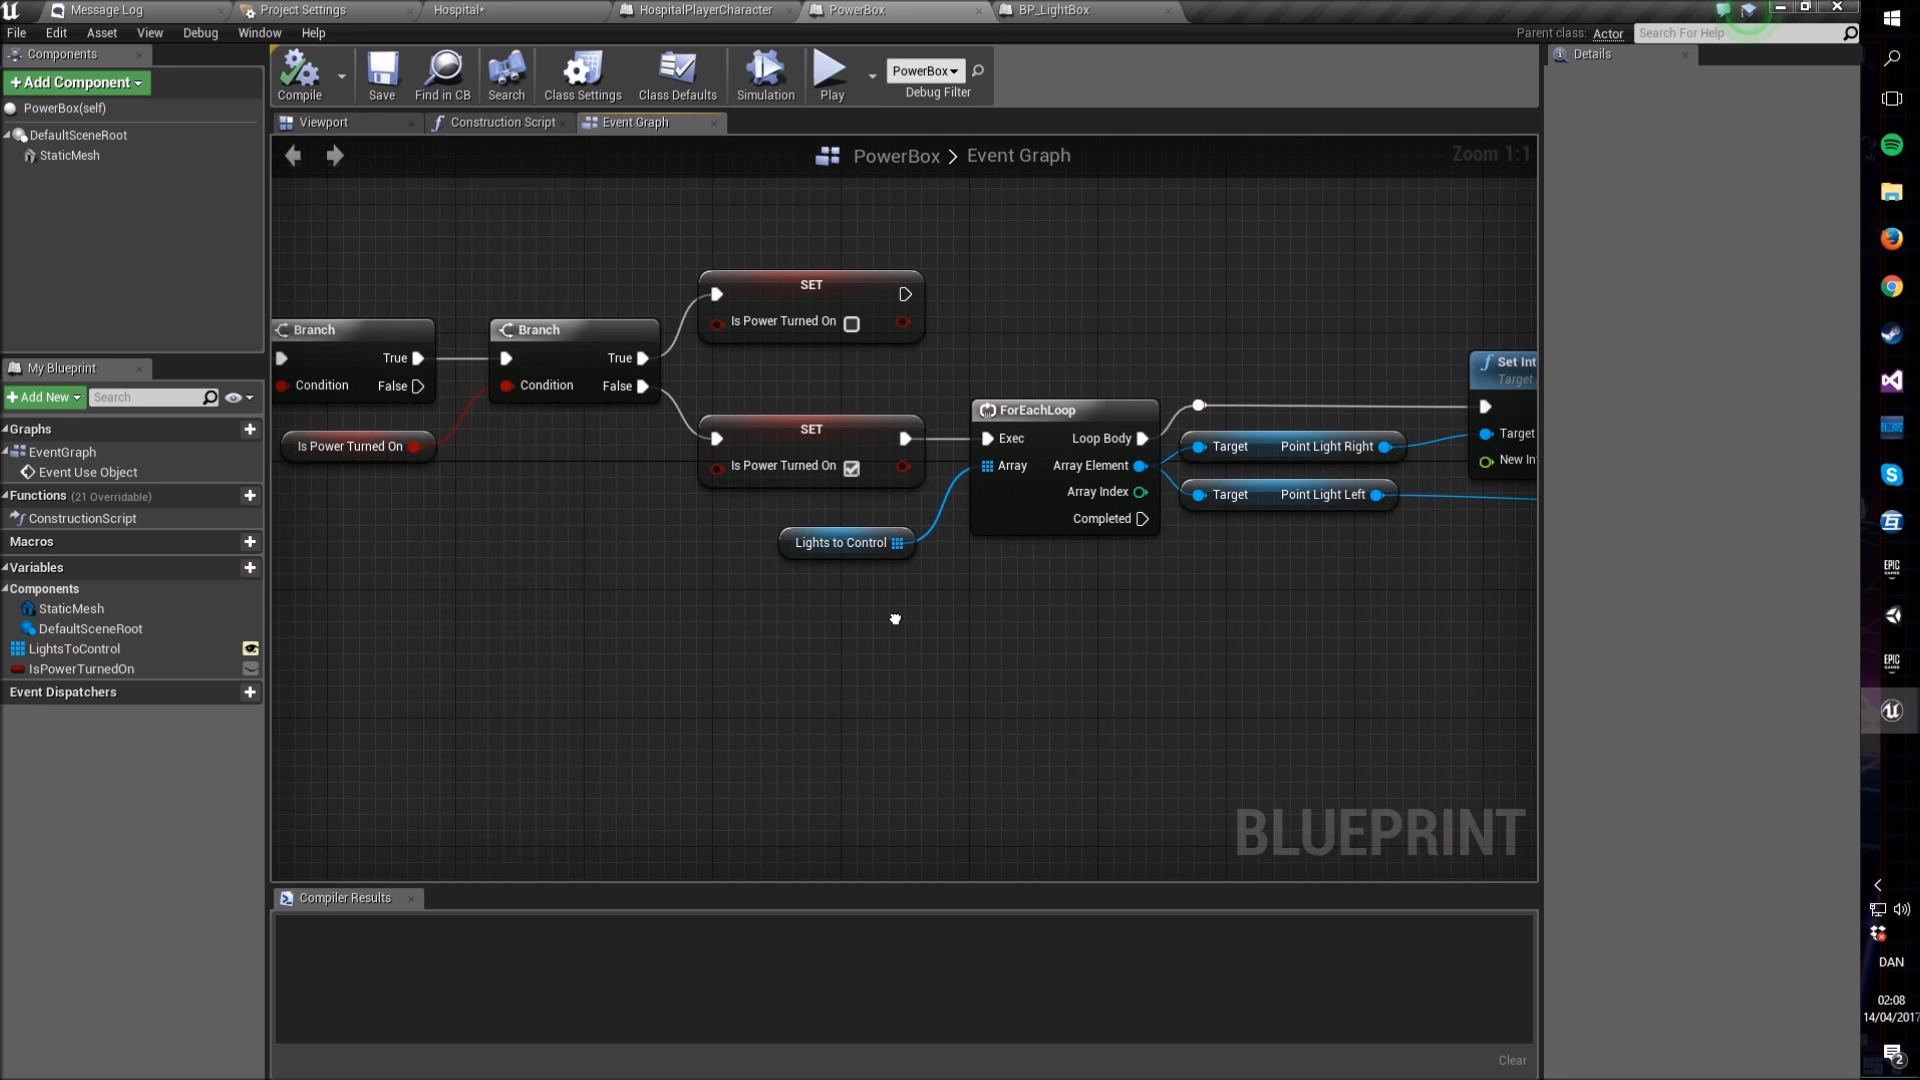 Message Log
Project Settings
Hospital*
HospitalPlayerCharacter
PowerBox
BP_LightBox
File
Edit
Asset
View
Debug
Window
Help
Parent class:
Actor
Search For Help
Components
Details
+Add Component
PowerBox(self)
DefaultSceneRoot
StaticMesh
Compile
Save
Find in CB
Search
Class Settings
Class Defaults
Simulation
Play
PowerBox
Debug Filter
Viewport
Construction Script
Event Graph
PowerBox > Event Graph
Zoom 1:1
My Blueprint
+Add New
Search
Graphs
EventGraph
Event Use Object
Functions (21 Overridable)
ConstructionScript
Macros
Variables
Components
StaticMesh
DefaultSceneRoot
LightsToControl
IsPowerTurnedOn
Event Dispatchers
Branch
True
Condition
False
Is Power Turned On
Branch
True
Condition
False
SET
Is Power Turned On
SET
Is Power Turned On
Lights to Control
ForEachLoop
Exec
Loop Body
Array
Array Element
Array Index
Completed
Target
Point Light Right
Target
Point Light Left
Set Int
Target
Target
New In
BLUEPRINT
Compiler Results
Clear
EPIC
GAMES
EPIC
GAMES
DAN
02:08
14/04/2017
2